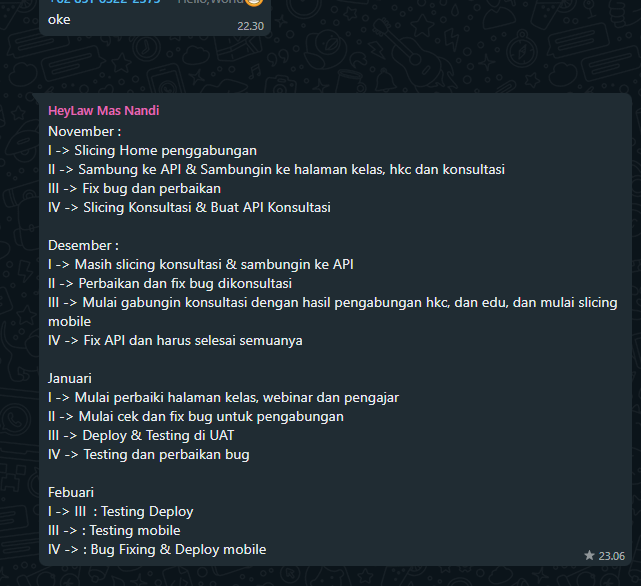 oke
22.30
HeyLaw Mas Nandi
November :
I -> Slicing Home penggabungan
II -> Sambung ke API & Sambungin ke halaman kelas, hkc dan konsultasi
III -> Fix bug dan perbaikan
IV -> Slicing Konsultasi & Buat API Konsultasi
Desember :
I -> Masih slicing konsultasi & sambungin ke API
II -> Perbaikan dan fix bug dikonsultasi
III -> Mulai gabungin konsultasi dengan hasil pengabungan hkc, dan edu, dan mulai slicing
mobile
IV -> Fix API dan harus selesai semuanya
Januari
I -> Mulai perbaiki halaman kelas, webinar dan pengajar
II -> Mulai cek dan fix bug untuk pengabungan
III -> Deploy & Testing di UAT
IV -> Testing dan perbaikan bug
Febuari
I -> III  : Testing Deploy
III -> : Testing mobile
IV -> : Bug Fixing & Deploy mobile
23.06